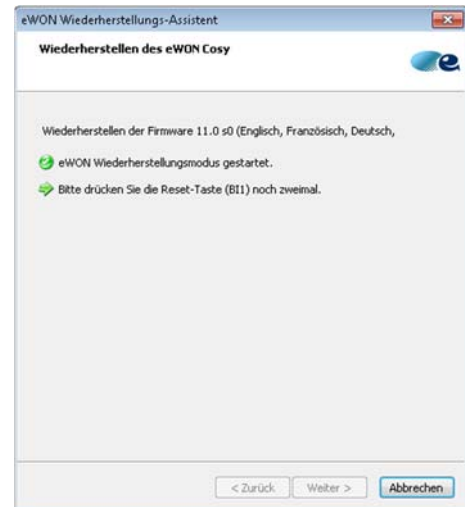 eWON Wiederherstellungs-Assistent
Wiederherstellen des eWON Cosy
Wiederherstellen der Firmware 11.0 s0 (Englisch, Französisch, Deutsch,
eWON Wiederherstellungsmodus gestartet.
Bitte drücken Sie die Reset-Taste (BI1) noch zweimal.
< Zurück Weiter > Abbrechen